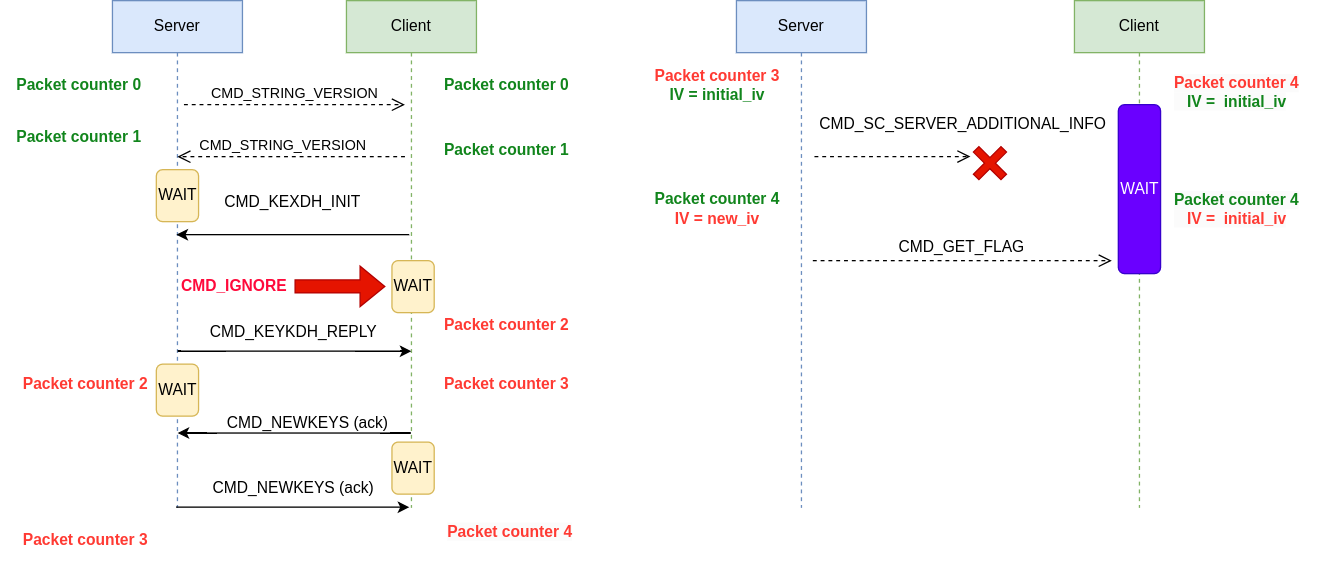 Server
Client
Packet counter 0
Packet counter 0
CMD_STRING_VERSION
Packet counter 1
CMD_STRING_VERSION
Packet counter 1
WAIT
CMD_KEXDH_INIT
CMD_IGNORE
WAIT
Packet counter 2
CMD_KEYKDH_REPLY
Packet counter 2
WAIT
Packet counter 3
CMD_NEWKEYS (ack)
WAIT
CMD_NEWKEYS (ack)
Packet counter 3
Packet counter 4
Server
Client
Packet counter 3
IV = initial_iv
Packet counter 4
IV = initial_iv
CMD_SC_SERVER_ADDITIONAL_INFO
WAIT
Packet counter 4
IV = new_iv
Packet counter 4
IV = initial_iv
CMD_GET_FLAG